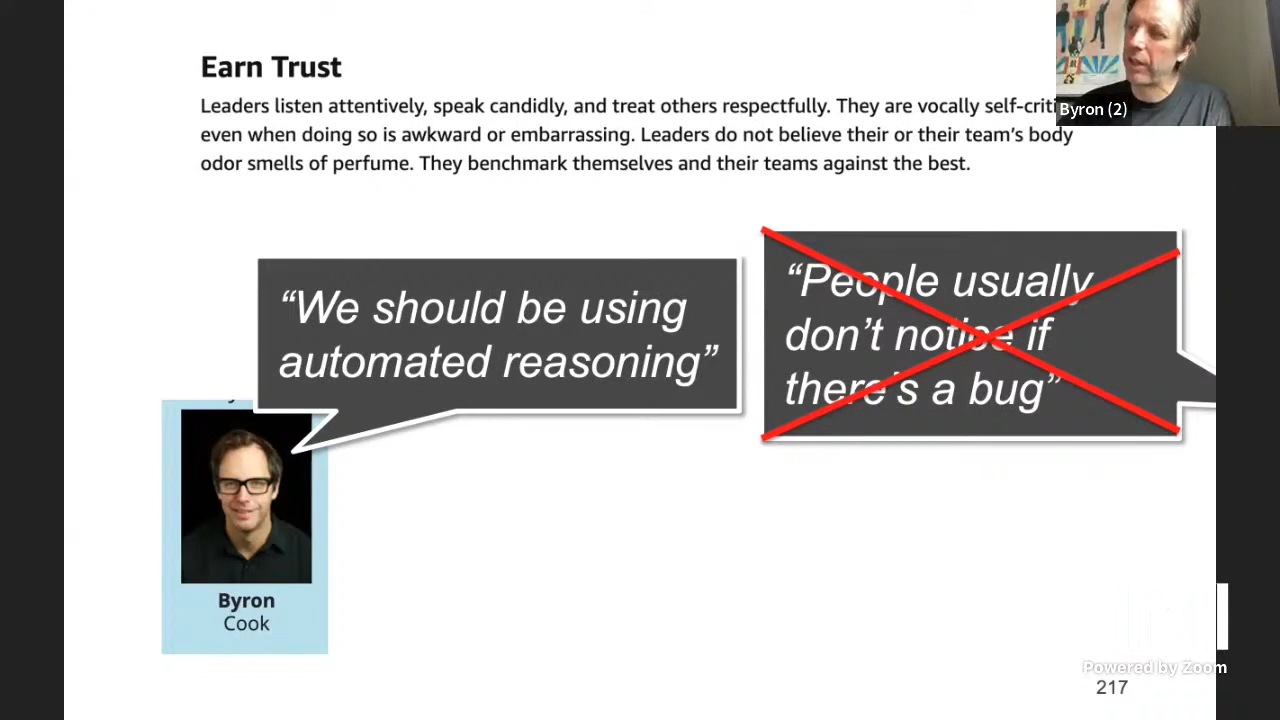 Earn Trust
Leaders listen attentively, speak candidly, and treat others respectfully. They are vocally self-criti
even when doing so is awkward or embarrassing. Leaders do not believe their or their team's body
odor smells of perfume. They benchmark themselves and their teams against the best.
Byron (2)
“We should be using
automated reasoning”
“People usually
don't notice if
there's a bug”
Byron
Cook
Powered by Zoom
217